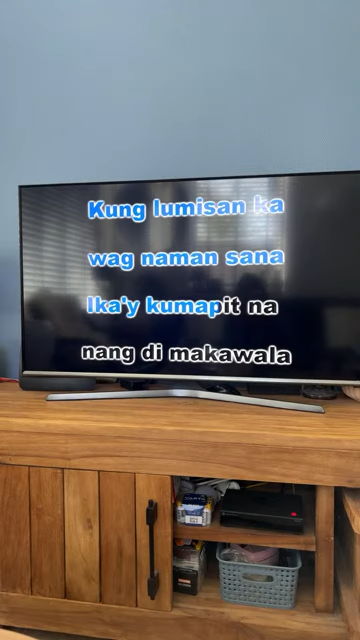 Kung lumisan ka
wag naman sana
Ika'y kumapit na
nang di makawala